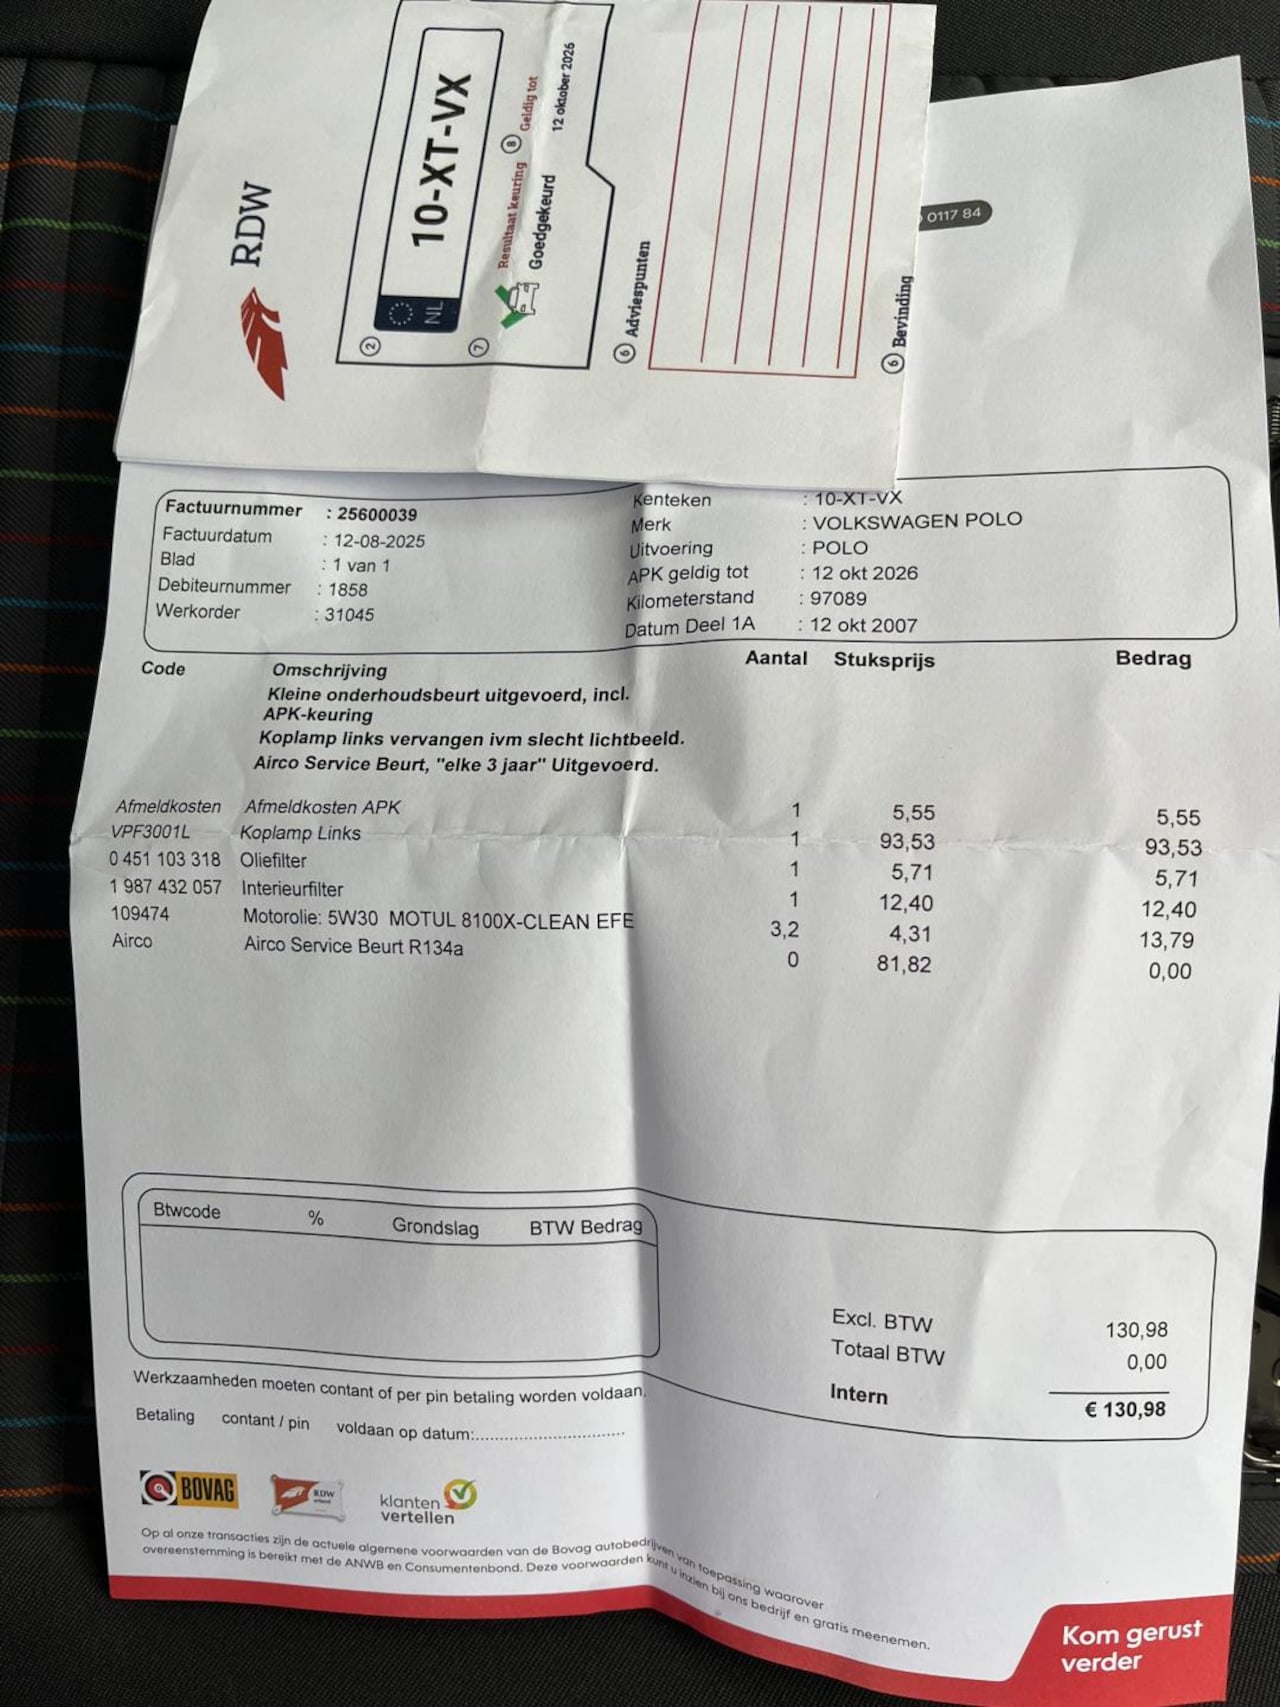 RDW
2
NL
10-XT-VX
7
Resultaat keuring
8 Geldig tot
Goedgekeurd
12 oktober 2026
6 Adviespunten
6 Bevinding
0117 84
Factuurnummer : 25600039
Factuurdatum : 12-08-2025
Blad : 1 van 1
Debiteurnummer : 1858
Werkorder : 31045
Kenteken : 10-XT-VX
Merk : VOLKSWAGEN POLO
Uitvoering : POLO
APK geldig tot : 12 okt 2026
Kilometerstand : 97089
Datum Deel 1A : 12 okt 2007
Code Omschrijving Aantal Stuksprijs Bedrag
Kleine onderhoudsbeurt uitgevoerd, incl.
APK-keuring
Koplamp links vervangen ivm slecht lichtbeeld.
Airco Service Beurt, "elke 3 jaar" Uitgevoerd.
Afmeldkosten Afmeldkosten APK 1 5,55 5,55
VPF3001L Koplamp Links 1 93,53 93,53
0 451 103 318 Oliefilter 1 5,71 5,71
1 987 432 057 Interieurfilter 1 12,40 12,40
109474 Motorolie: 5W30 MOTUL 8100X-CLEAN EFE 3,2 4,31 13,79
Airco Airco Service Beurt R134a 0 81,82 0,00
Btwcode % Grondslag BTW Bedrag
Excl. BTW 130,98
Totaal BTW 0,00
Intern € 130,98
Werkzaamheden moeten contant of per pin betaling worden voldaan.
Betaling contant / pin voldaan op datum:..............................
BOVAG
RDW
klanten
vertellen
Op al onze transacties zijn de actuele algemene voorwaarden van de Bovag autobedrijven van toepassing waarover
overeenstemming is bereikt met de ANWB en Consumentenbond. Deze voorwaarden kunt u inzien bij ons bedrijf en gratis meenemen.
Kom gerust
verder